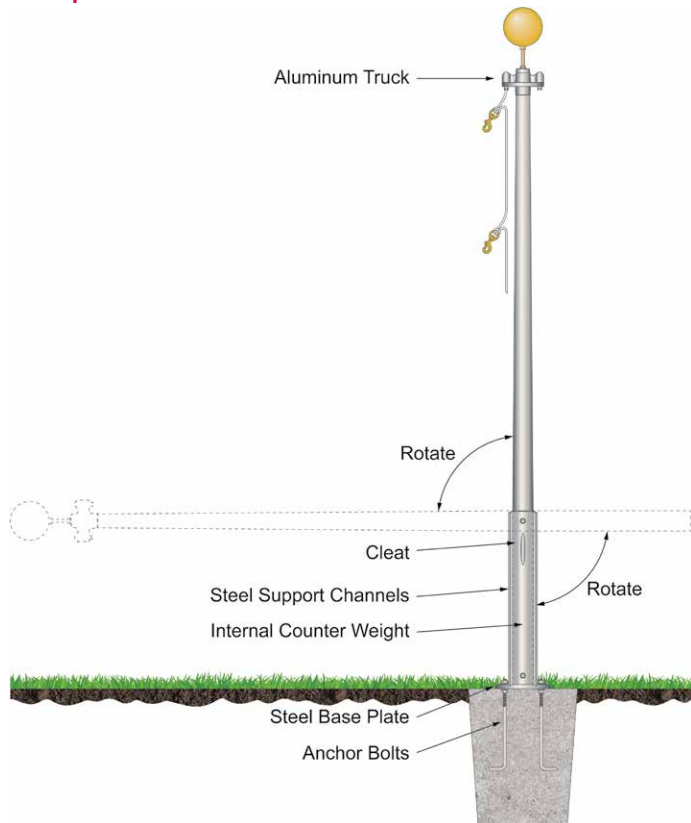 Aluminum Truck
Rotate
Cleat
Steel Support Channels
Rotate
Internal Counter Weight
Steel Base Plate
Anchor Bolts